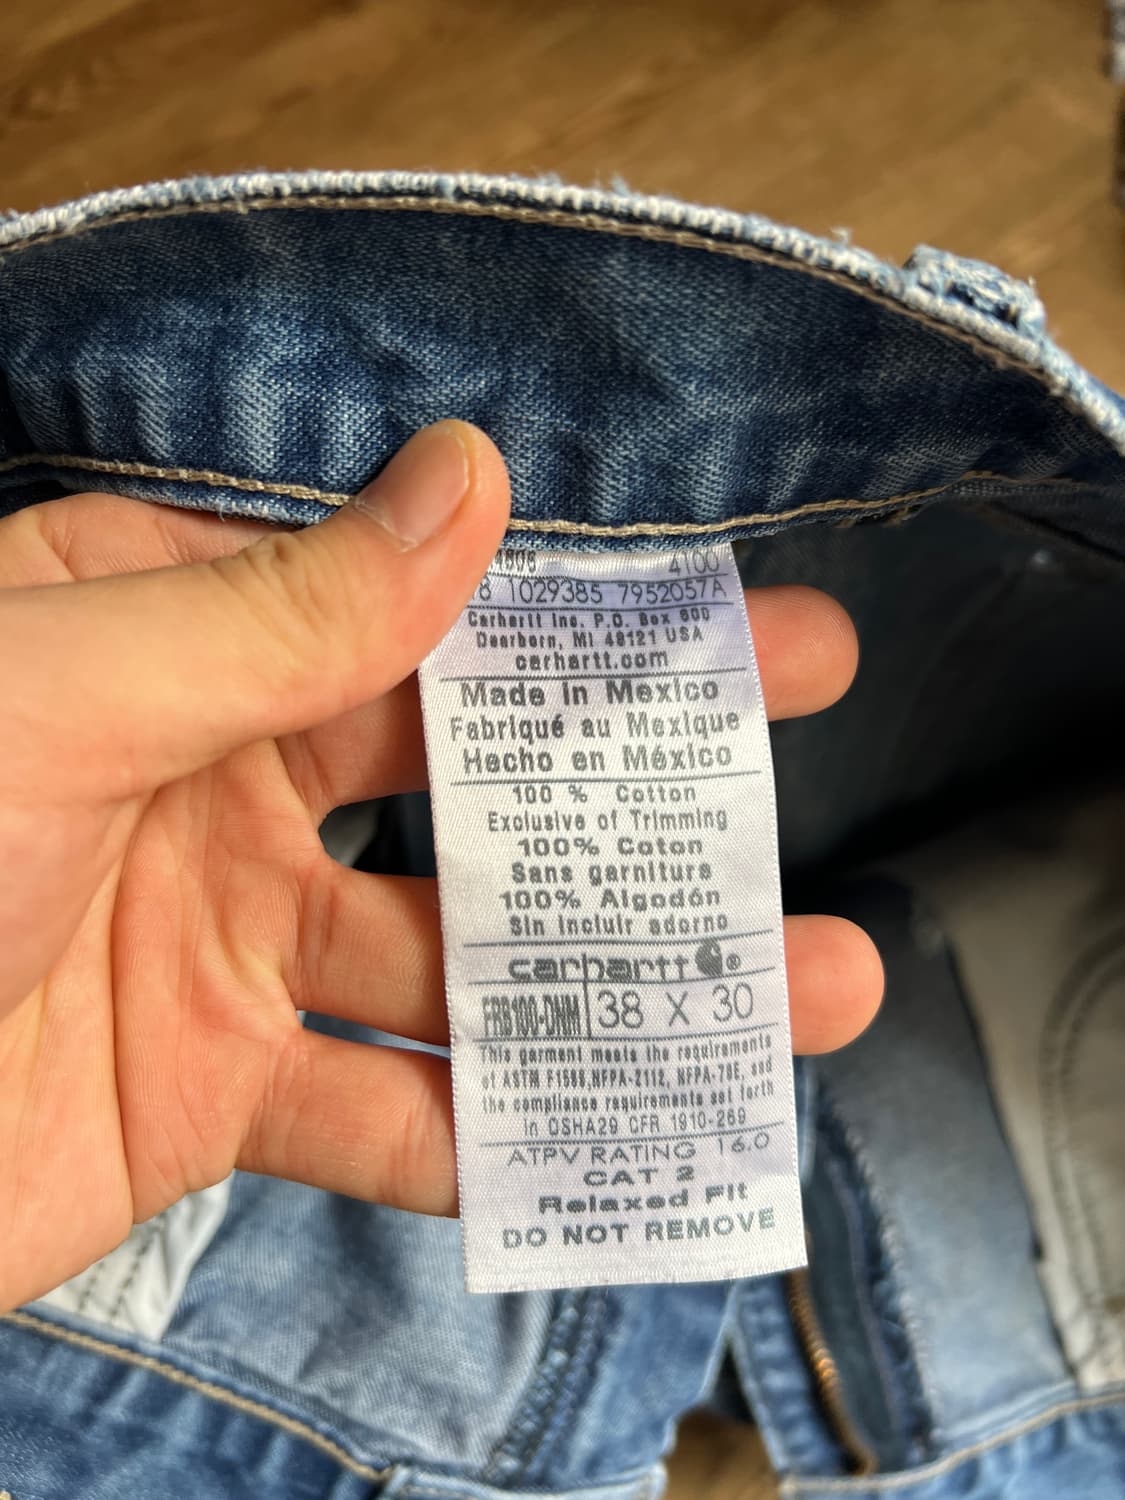 4100
1029385 7952057A
Carhartt Inc. P.O. Box 600
Dearborn, MI 48121 USA
carhartt.com
Made in Mexico
Fabriqué au Mexique
Hecho en México
100 % Cotton
Exclusive of Trimming
100% Coton
Sans garniture
100% Algodón
Sin incluir adorno
carhartt ®
FRB100-DNM 38 X 30
This garment meets the requirements
of ASTM F1506, NFPA-2112, NFPA-70E, and
the compliance requirements set forth
in OSHA29 CFR 1910-269
ATPV RATING 16.0
CAT 2
Relaxed Fit
DO NOT REMOVE